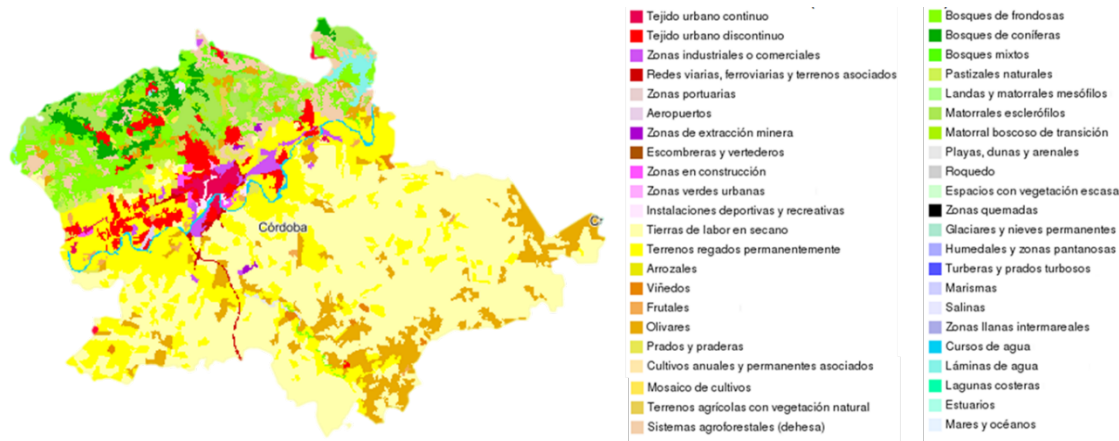 Córdoba
C
Tejido urbano continuo
Tejido urbano discontinuo
Zonas industriales o comerciales
Redes viarias, ferroviarias y terrenos asociados
Zonas portuarias
Aeropuertos
Zonas de extracción minera
Escombreras y vertederos
Zonas en construcción
Zonas verdes urbanas
Instalaciones deportivas y recreativas
Tierras de labor en secano
Terrenos regados permanentemente
Arrozales
Viñedos
Frutales
Olivares
Prados y praderas
Cultivos anuales y permanentes asociados
Mosaico de cultivos
Terrenos agrícolas con vegetación natural
Sistemas agroforestales (dehesa)
Bosques de frondosas
Bosques de coníferas
Bosques mixtos
Pastizales naturales
Landas y matorrales mesófilos
Matorrales esclerófilos
Matorral boscoso de transición
Playas, dunas y arenales
Roquedo
Espacios con vegetación escasa
Zonas quemadas
Glaciares y nieves permanentes
Humedales y zonas pantanosas
Turberas y prados turbosos
Marismas
Salinas
Zonas llanas intermareales
Cursos de agua
Láminas de agua
Lagunas costeras
Estuarios
Mares y océanos